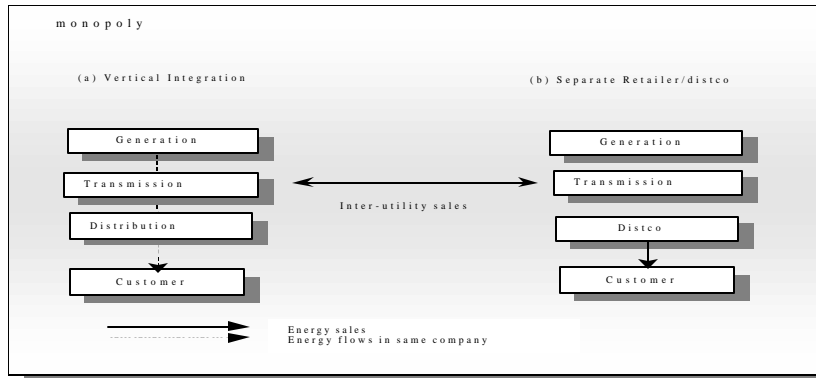 monopoly
(a) Vertical Integration
(b) Separate Retailer/distco
Generation
Transmission
Distribution
Customer
Inter-utility sales
Generation
Transmission
Distco
Customer
Energy sales
Energy flows in same company